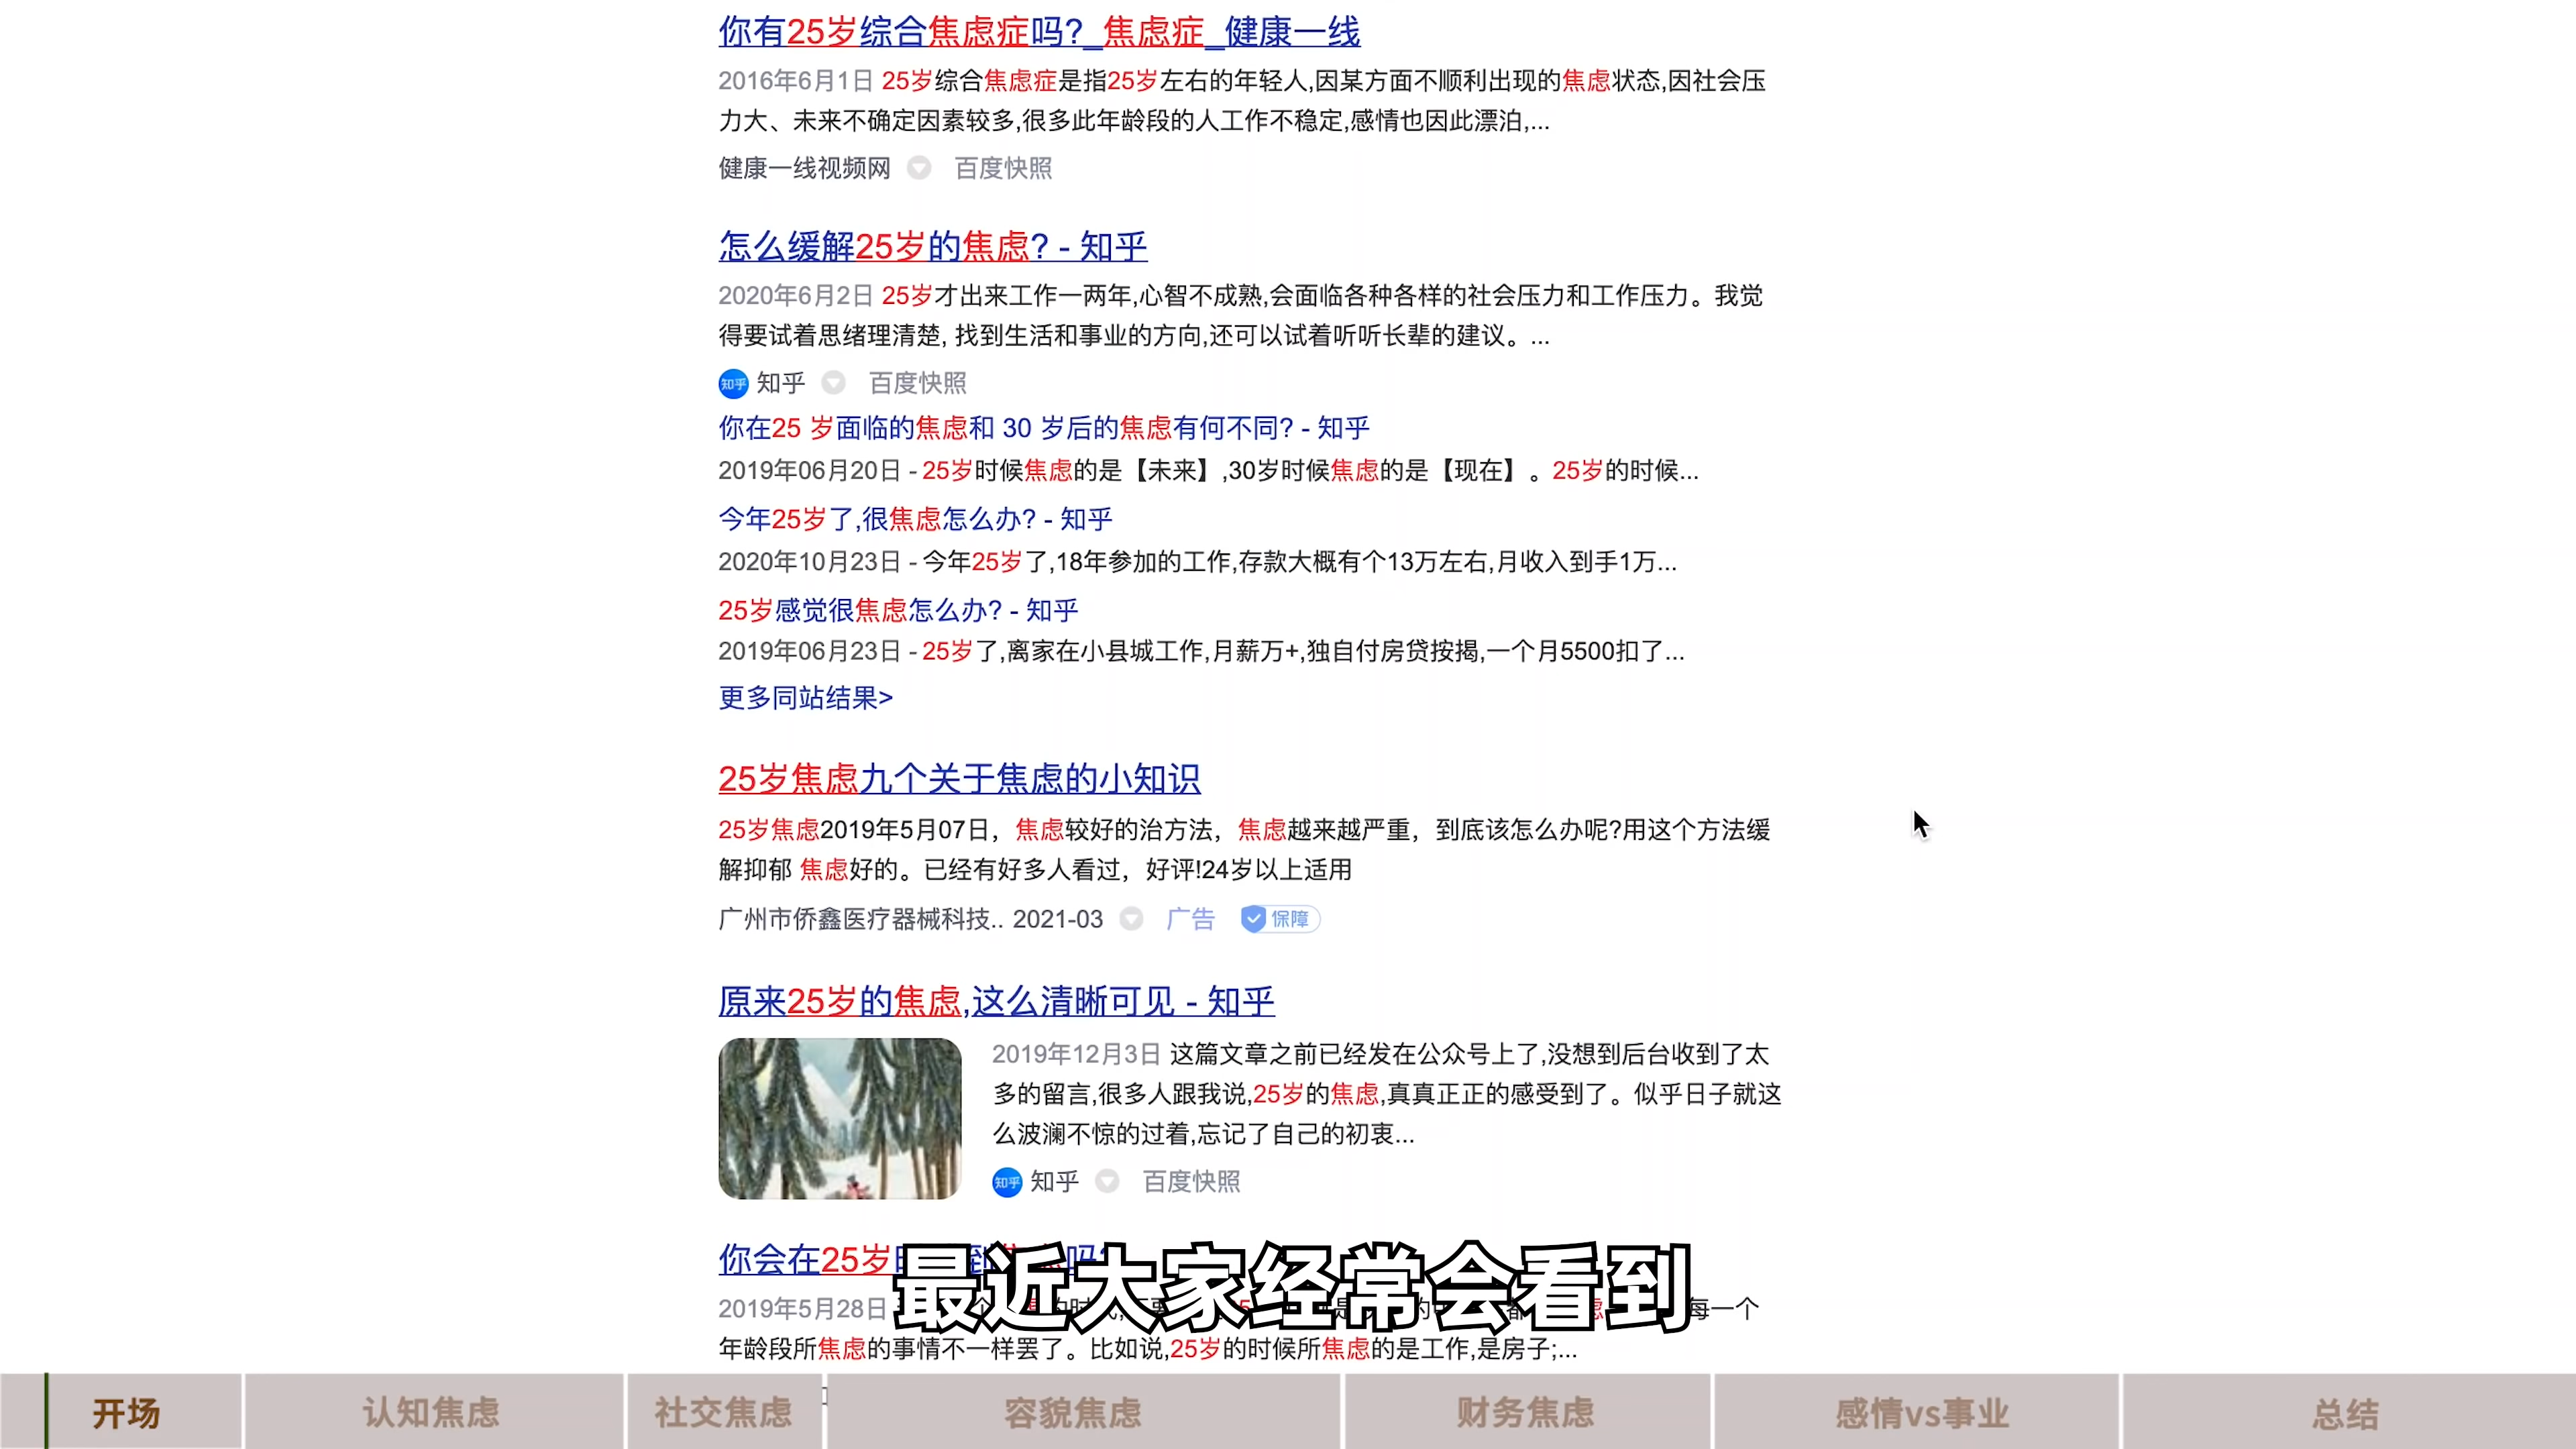 你有25岁综合焦虑症吗?_焦虑症_健康一线
2016年6月1日 25岁综合焦虑症是指25岁左右的年轻人,因某方面不顺利出现的焦虑状态,因社会压
力大、未来不确定因素较多,很多此年龄段的人工作不稳定,感情也因此漂泊,...
健康一线视频网 百度快照
怎么缓解25岁的焦虑? - 知乎
2020年6月2日 25岁才出来工作一两年,心智不成熟,会面临各种各样的社会压力和工作压力。我觉
得要试着思绪理清楚, 找到生活和事业的方向,还可以试着听听长辈的建议。...
知乎 知乎 百度快照
你在25 岁面临的焦虑和 30 岁后的焦虑有何不同? - 知乎
2019年06月20日 - 25岁时候焦虑的是【未来】,30岁时候焦虑的是【现在】。25岁的时候...
今年25岁了,很焦虑怎么办? - 知乎
2020年10月23日 - 今年25岁了,18年参加的工作,存款大概有个13万左右,月收入到手1万...
25岁感觉很焦虑怎么办? - 知乎
2019年06月23日 - 25岁了,离家在小县城工作,月薪万+,独自付房贷按揭,一个月5500扣了...
更多同站结果>
25岁焦虑九个关于焦虑的小知识
25岁焦虑2019年5月07日，焦虑较好的治方法，焦虑越来越严重，到底该怎么办呢?用这个方法缓
解抑郁 焦虑好的。已经有好多人看过，好评!24岁以上适用
广州市侨鑫医疗器械科技.. 2021-03 广告 保障
原来25岁的焦虑,这么清晰可见 - 知乎
2019年12月3日 这篇文章之前已经发在公众号上了,没想到后台收到了太
多的留言,很多人跟我说,25岁的焦虑,真真正正的感受到了。似乎日子就这
么波澜不惊的过着,忘记了自己的初衷...
知乎 知乎 百度快照
你会在25岁
最近大家经常会看到
2019年5月28日 每一个
年龄段所焦虑的事情不一样罢了。比如说,25岁的时候所焦虑的是工作,是房子;...
开场 认知焦虑 社交焦虑 容貌焦虑 财务焦虑 感情vs事业 总结